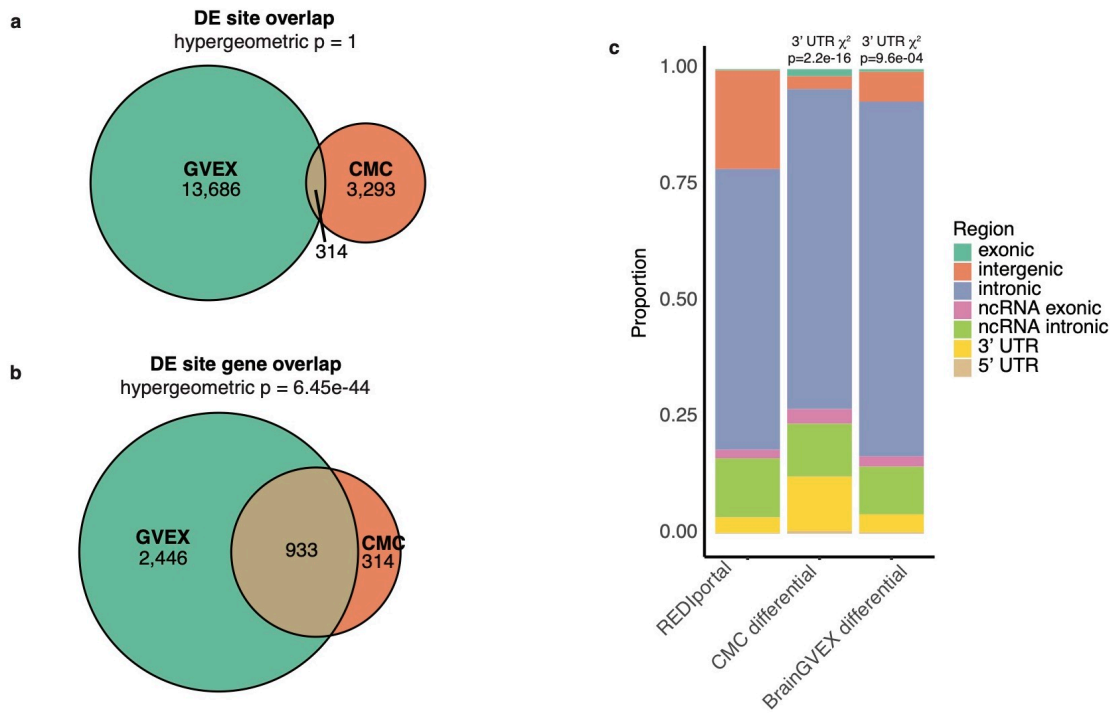 a
DE site overlap
hypergeometric p = 1
GVEX
13,686
CMC
3,293
314
b
DE site gene overlap
hypergeometric p = 6.45e-44
GVEX
2,446
933
CMC
314
c
3' UTR χ²
p=2.2e-16
3' UTR χ²
p=9.6e-04
Proportion
1.00
0.75
0.50
0.25
0.00
REDIportal
CMC differential
BrainGVEX differential
Region
exonic
intergenic
intronic
ncRNA exonic
ncRNA intronic
3' UTR
5' UTR